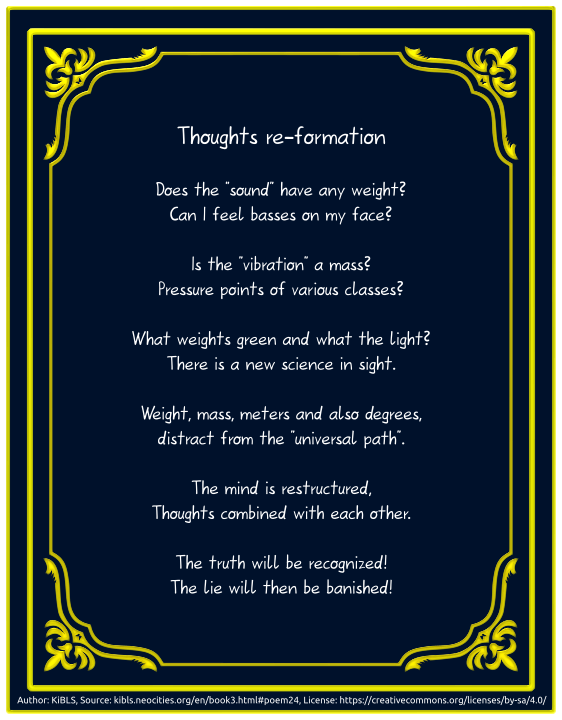 Thoughts re-formation
Does the "sound" have any weight?
Can I feel basses on my face?
Is the "vibration" a mass?
Pressure points of various classes?
What weights green and what the light?
There is a new science in sight.
Weight, mass, meters and also degrees,
distract from the "universal path".
The mind is restructured,
Thoughts combined with each other.
The truth will be recognized!
The lie will then be banished!
Author: KiBLS, Source: kibls.neocities.org/en/book3.html#poem24, License: https://creativecommons.org/licenses/by-sa/4.0/